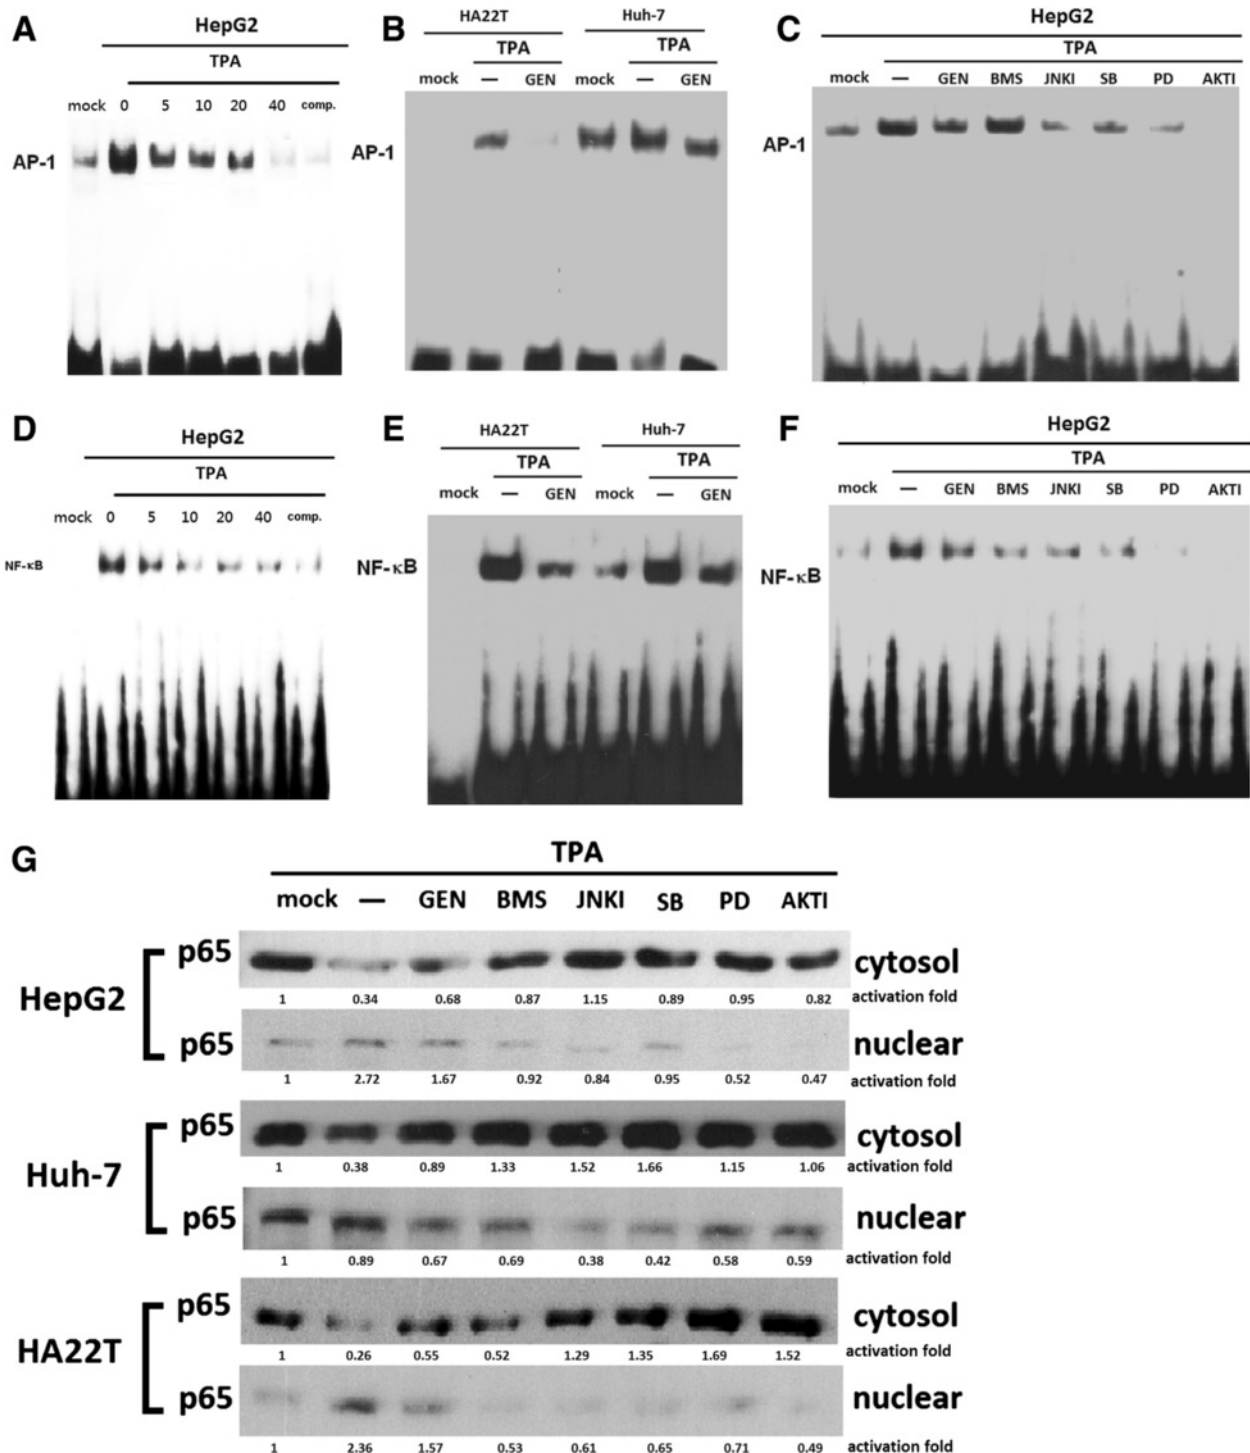 A
HepG2
TPA
mock 0 5 10 20 40 comp.
AP-1
B
HA22T Huh-7
TPA TPA
mock — GEN mock — GEN
AP-1
C
HepG2
TPA
mock — GEN BMS JNKI SB PD AKTI
AP-1
D
HepG2
TPA
mock 0 5 10 20 40 comp.
NF-κB
E
HA22T Huh-7
TPA TPA
mock — GEN mock — GEN
NF-κB
F
HepG2
TPA
mock — GEN BMS JNKI SB PD AKTI
NF-κB
G
TPA
mock — GEN BMS JNKI SB PD AKTI
HepG2
p65 cytosol
1 0.34 0.68 0.87 1.15 0.89 0.95 0.82 activation fold
p65 nuclear
1 2.72 1.67 0.92 0.84 0.95 0.52 0.47 activation fold
Huh-7
p65 cytosol
1 0.38 0.89 1.33 1.52 1.66 1.15 1.06 activation fold
p65 nuclear
1 0.89 0.67 0.69 0.38 0.42 0.58 0.59 activation fold
HA22T
p65 cytosol
1 0.26 0.55 0.52 1.29 1.35 1.69 1.52 activation fold
p65 nuclear
1 2.36 1.57 0.53 0.61 0.65 0.71 0.49 activation fold